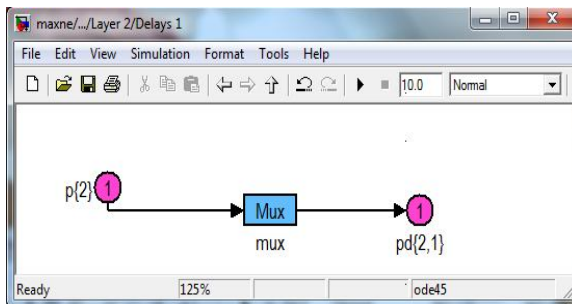 maxne/.../Layer 2/Delays 1
File Edit View Simulation Format Tools Help
10.0 Normal
p{2} 1 Mux 1
mux pd{2,1}
Ready 125% ode45